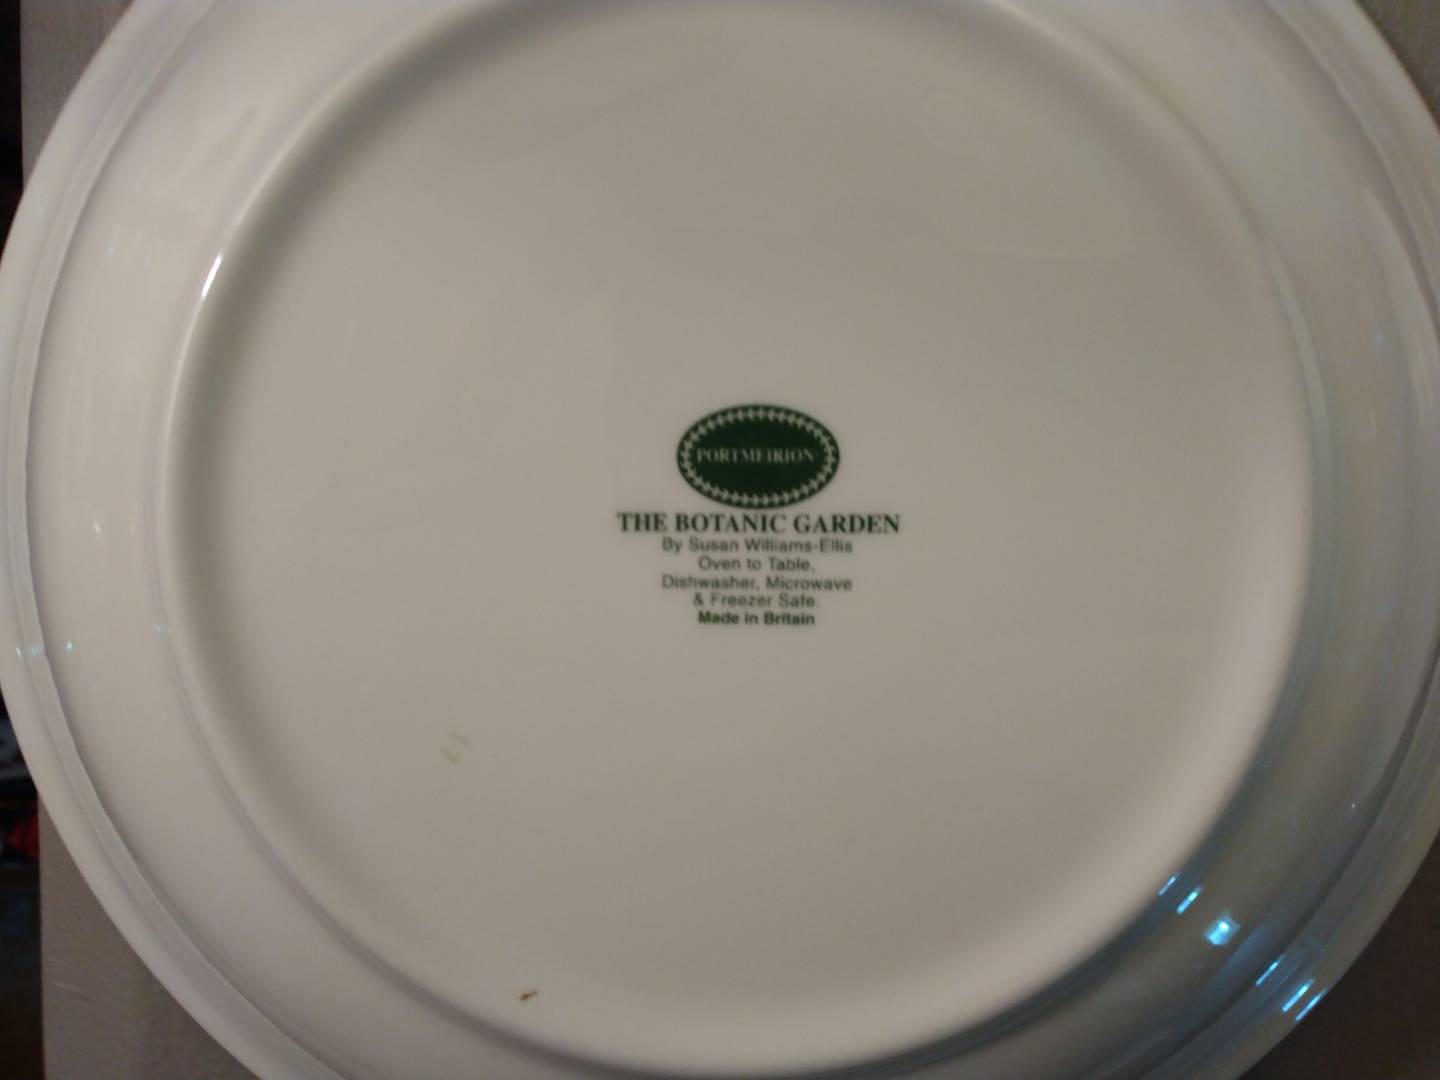 PORTMEIRION
THE BOTANIC GARDEN
By Susan Williams-Ellis
Oven to Table,
Dishwasher, Microwave
& Freezer Safe.
Made in Britain